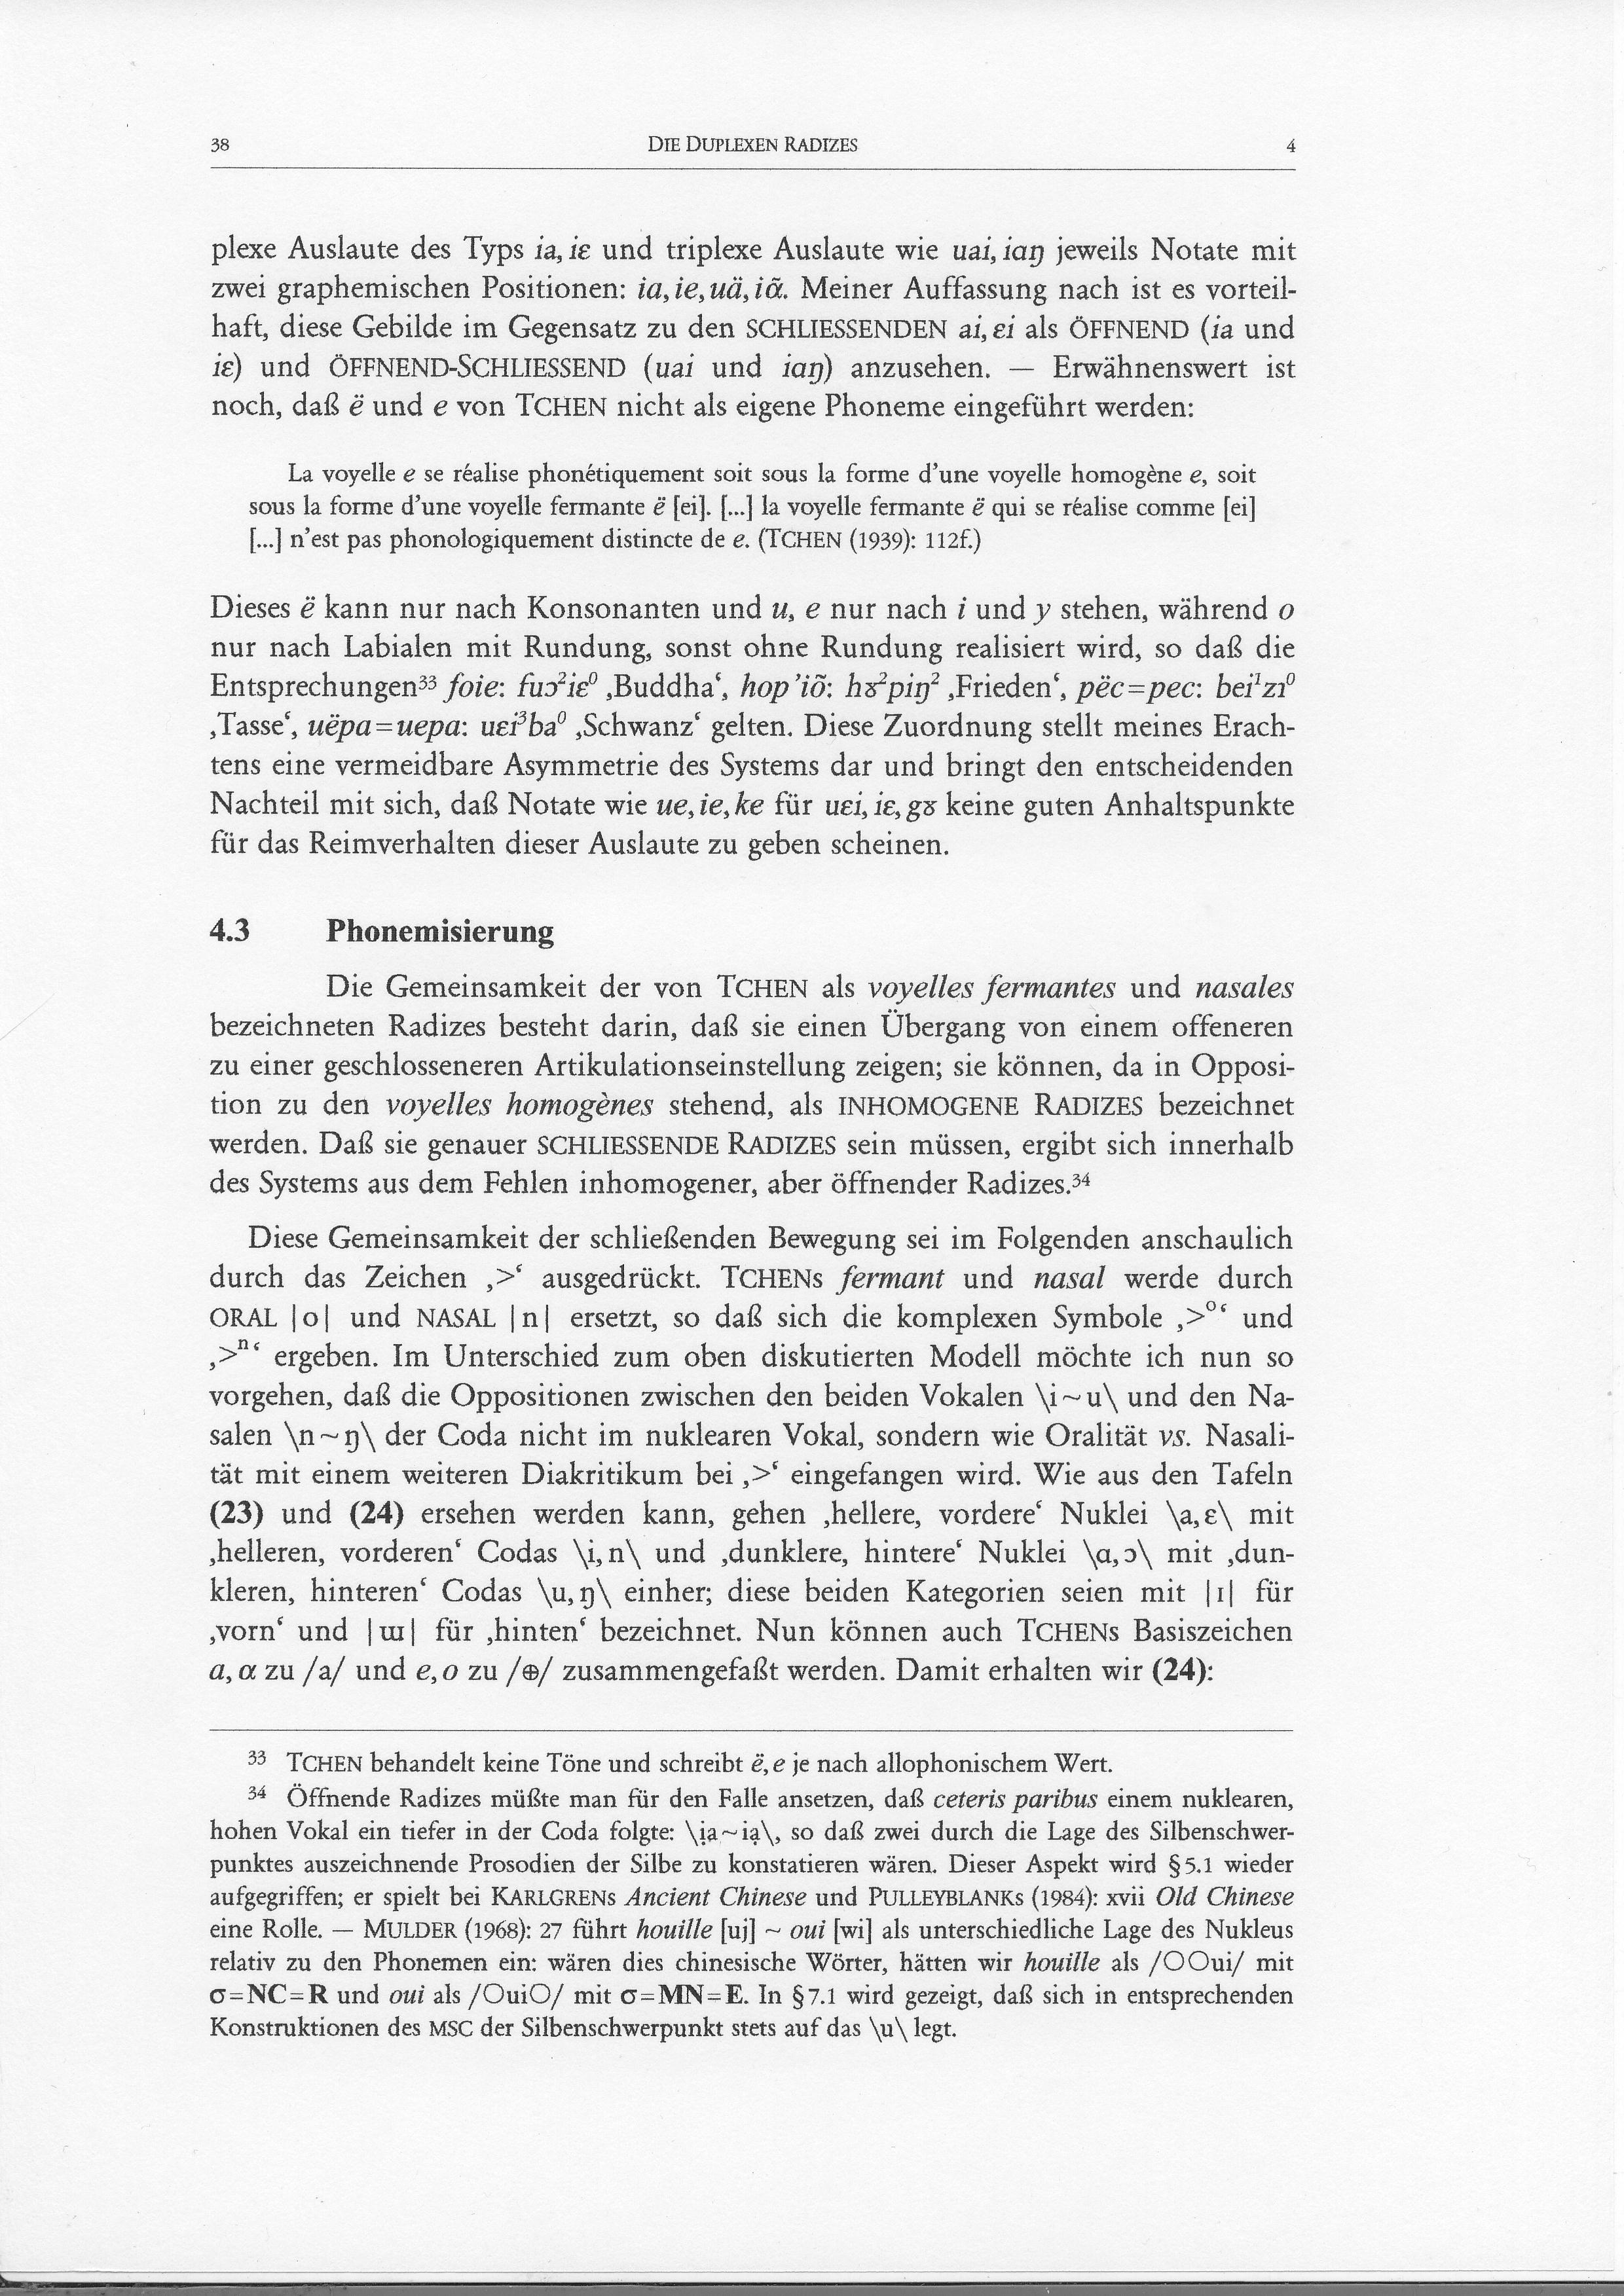 38 DIE DUPLEXEN RADIZES 4
plexe Auslaute des Typs ia, iɛ und triplexe Auslaute wie uai, iaŋ jeweils Notate mit
zwei graphemischen Positionen: ia, ie, uä, iɑ̃. Meiner Auffassung nach ist es vorteil-
haft, diese Gebilde im Gegensatz zu den SCHLIESSENDEN ai, ɛi als ÖFFNEND (ia und
iɛ) und ÖFFNEND-SCHLIESSEND (uai und iaŋ) anzusehen. — Erwähnenswert ist
noch, daß ë und e von TCHEN nicht als eigene Phoneme eingeführt werden:
La voyelle e se réalise phonétiquement soit sous la forme d'une voyelle homogène e, soit
sous la forme d'une voyelle fermante ë [ei]. [...] la voyelle fermante ë qui se réalise comme [ei]
[...] n'est pas phonologiquement distincte de e. (TCHEN (1939): 112f.)
Dieses ë kann nur nach Konsonanten und u, e nur nach i und y stehen, während o
nur nach Labialen mit Rundung, sonst ohne Rundung realisiert wird, so daß die
Entsprechungen³³ foie: fuɔ²iɛ⁰ ‚Buddha‘, hop'iõ: hɤ²piŋ² ‚Frieden‘, pëc=pec: bei¹zı⁰
‚Tasse‘, uëpa=uepa: uɛi³ba⁰ ‚Schwanz‘ gelten. Diese Zuordnung stellt meines Erach-
tens eine vermeidbare Asymmetrie des Systems dar und bringt den entscheidenden
Nachteil mit sich, daß Notate wie ue, ie, ke für uɛi, iɛ, gɤ keine guten Anhaltspunkte
für das Reimverhalten dieser Auslaute zu geben scheinen.
4.3 Phonemisierung
Die Gemeinsamkeit der von TCHEN als voyelles fermantes und nasales
bezeichneten Radizes besteht darin, daß sie einen Übergang von einem offeneren
zu einer geschlosseneren Artikulationseinstellung zeigen; sie können, da in Opposi-
tion zu den voyelles homogènes stehend, als INHOMOGENE RADIZES bezeichnet
werden. Daß sie genauer SCHLIESSENDE RADIZES sein müssen, ergibt sich innerhalb
des Systems aus dem Fehlen inhomogener, aber öffnender Radizes.³⁴
Diese Gemeinsamkeit der schließenden Bewegung sei im Folgenden anschaulich
durch das Zeichen ‚>‘ ausgedrückt. TCHENs fermant und nasal werde durch
ORAL |o| und NASAL |n| ersetzt, so daß sich die komplexen Symbole ‚>ᵒ‘ und
‚>ⁿ‘ ergeben. Im Unterschied zum oben diskutierten Modell möchte ich nun so
vorgehen, daß die Oppositionen zwischen den beiden Vokalen \i~u\ und den Na-
salen \n~ŋ\ der Coda nicht im nuklearen Vokal, sondern wie Oralität vs. Nasali-
tät mit einem weiteren Diakritikum bei ‚>‘ eingefangen wird. Wie aus den Tafeln
(23) und (24) ersehen werden kann, gehen ‚hellere, vordere‘ Nuklei \a, ɛ\ mit
‚helleren, vorderen‘ Codas \i, n\ und ‚dunklere, hintere‘ Nuklei \ɑ, ɔ\ mit ‚dun-
kleren, hinteren‘ Codas \u, ŋ\ einher; diese beiden Kategorien seien mit |ɪ| für
‚vorn‘ und |ɯ| für ‚hinten‘ bezeichnet. Nun können auch TCHENs Basiszeichen
a, ɑ zu /a/ und e, o zu /⊕/ zusammengefaßt werden. Damit erhalten wir (24):
³³ TCHEN behandelt keine Töne und schreibt ë, e je nach allophonischem Wert.
³⁴ Öffnende Radizes müßte man für den Falle ansetzen, daß ceteris paribus einem nuklearen,
hohen Vokal ein tiefer in der Coda folgte: \i̯a~ia̯\, so daß zwei durch die Lage des Silbenschwer-
punktes auszeichnende Prosodien der Silbe zu konstatieren wären. Dieser Aspekt wird §5.1 wieder
aufgegriffen; er spielt bei KARLGRENs Ancient Chinese und PULLEYBLANKs (1984): xvii Old Chinese
eine Rolle. — MULDER (1968): 27 führt houille [uj] ~ oui [wi] als unterschiedliche Lage des Nukleus
relativ zu den Phonemen ein: wären dies chinesische Wörter, hätten wir houille als /○○ui/ mit
σ=NC=R und oui als /○ui○/ mit σ=MN=E. In §7.1 wird gezeigt, daß sich in entsprechenden
Konstruktionen des MSC der Silbenschwerpunkt stets auf das \u\ legt.